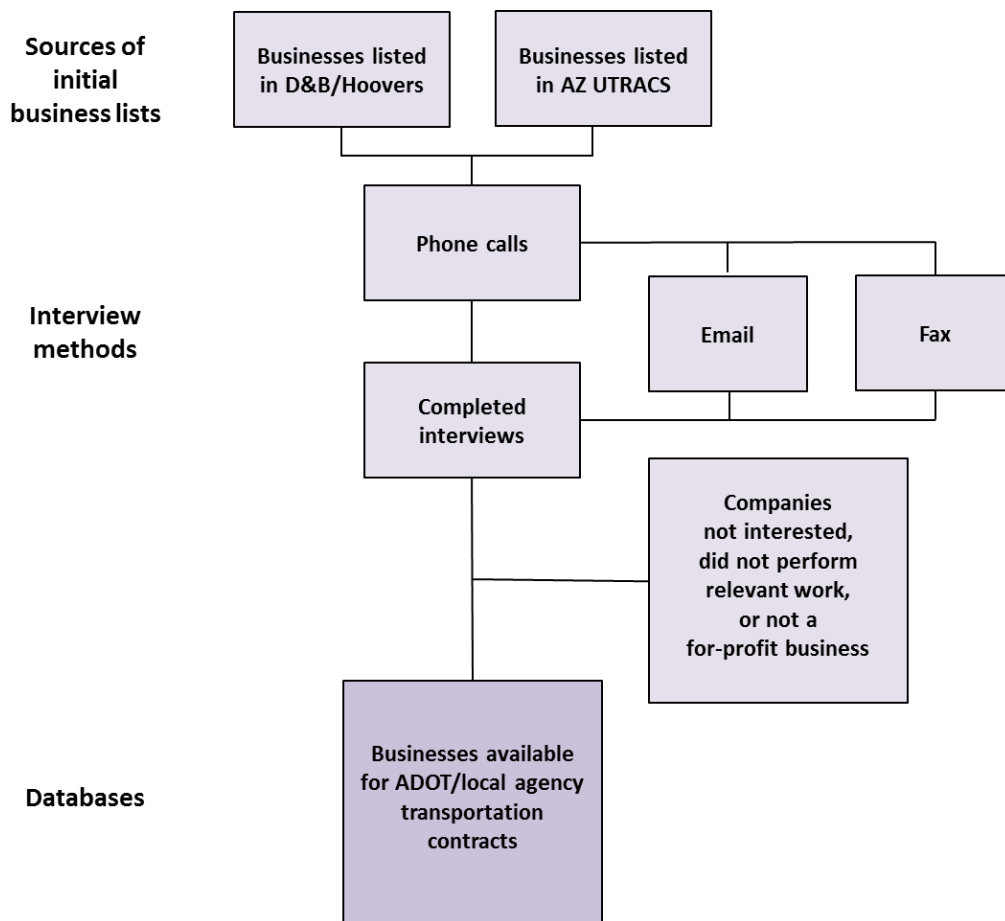 Sources of
initial
business lists
Businesses listed
in D&B/Hoovers
Businesses listed
in AZ UTRACS
Phone calls
Interview
methods
Email
Fax
Completed
interviews
Companies
not interested,
did not perform
relevant work,
or not a
for-profit business
Databases
Businesses available
for ADOT/local agency
transportation
contracts